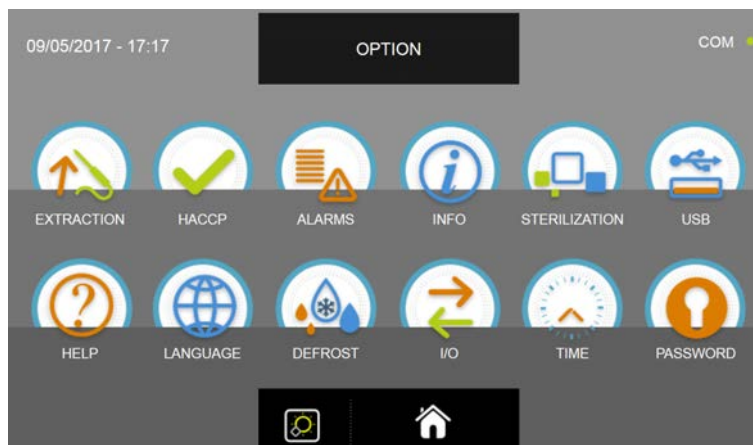 09/05/2017 - 17:17
OPTION
COM
EXTRACTION
HACCP
ALARMS
INFO
STERILIZATION
USB
HELP
LANGUAGE
DEFROST
I/O
TIME
PASSWORD